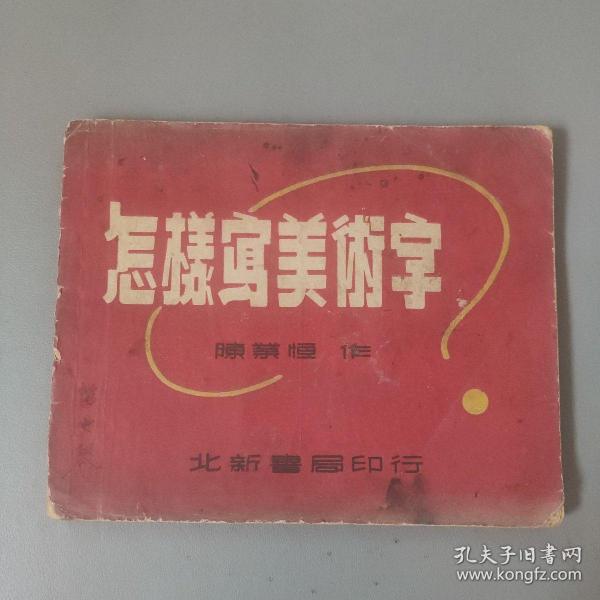 怎樣寫美術字
陳葉恒 作
北新書局印行
孔夫子旧书网
www.kongfz.com